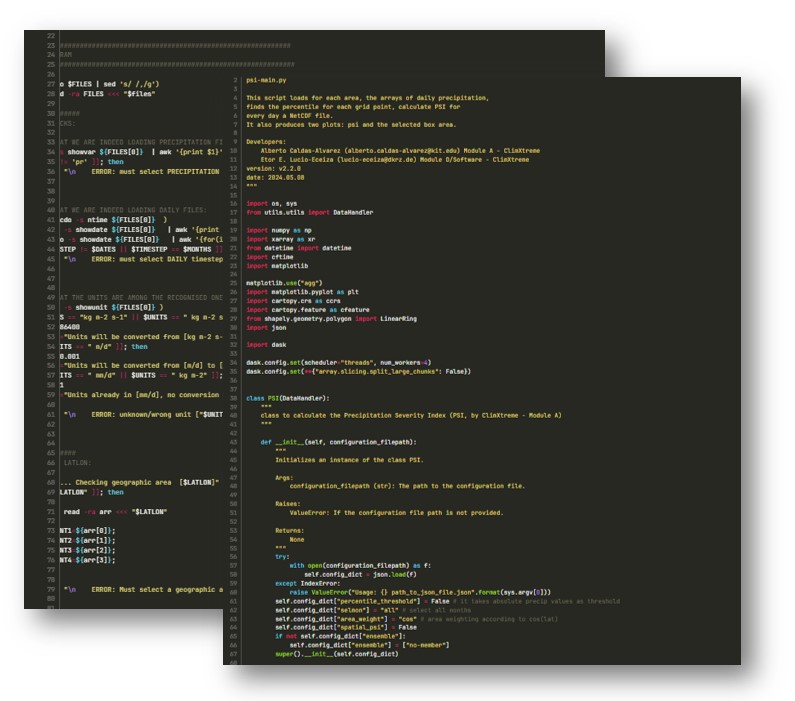 22
23 ##########################################################
24 RAM
25 ###########################################################
26
27 o $FILES | sed 's/ /,/g')
28 d -ra FILES <<< "$files"
29
30 #####
31 CKS:
32
33 AT WE ARE INDEED LOADING PRECIPITATION FI
34 s showvar ${FILES[0]} | awk '{print $1}'
35 != 'pr' ]]; then
36 "\n    ERROR: must select PRECIPITATION
37
38
39
40 AT WE ARE INDEED LOADING DAILY FILES:
41 cdo -s ntime ${FILES[0]} )
42 -s showdate ${FILES[0]} | awk '{print
43 o -s showdate ${FILES[0]} | awk '{for(i
44 STEP != $DATES || $TIMESTEP == $MONTHS ]]
45 "\n    ERROR: must select DAILY timestep
46
47
48
49 AT THE UNITS ARE AMONG THE RECOGNISED ONE
50 -s showunit ${FILES[0]} )
51 S == "kg m-2 s-1" || $UNITS == " kg m-2 s
52 86400
53 "Units will be converted from [kg m-2 s-
54 ITS == " m/d" ]]; then
55 0.001
56 "Units will be converted from [m/d] to [
57 ITS == " mm/d" || $UNITS == " kg m-2" ]];
58 1
59 "Units already in [mm/d], no conversion
60
61 "\n    ERROR: unknown/wrong unit ["$UNIT
62
63
64
65 ####
66 LATLON:
67
68 ... Checking geographic area  [$LATLON]"
69 LATLON" ]]; then
70
71 read -ra arr <<< "$LATLON"
72
73 NT1=${arr[0]};
74 NT2=${arr[1]};
75 NT3=${arr[2]};
76 NT4=${arr[3]};
77
78
79 "\n    ERROR: Must select a geographic a
80
81
2 psi-main.py
3
4 This script loads for each area, the arrays of daily precipitation,
5 finds the percentile for each grid point, calculate PSI for
6 every day a NetCDF file.
7 It also produces two plots: psi and the selected box area.
8
9 Developers:
10     Alberto Caldas-Alvarez (alberto.caldas-alvarez@kit.edu) Module A - ClimXtreme
11     Etor E. Lucio-Eceiza (lucio-eceiza@dkrz.de) Module D/Software - ClimXtreme
12 version: v2.2.0
13 date: 2024.05.08
14 """
15
16 import os, sys
17 from utils.utils import DataHandler
18
19 import numpy as np
20 import xarray as xr
21 from datetime import datetime
22 import cftime
23 import matplotlib
24
25 matplotlib.use("agg")
26 import matplotlib.pyplot as plt
27 import cartopy.crs as ccrs
28 import cartopy.feature as cfeature
29 from shapely.geometry.polygon import LinearRing
30 import json
31
32 import dask
33
34 dask.config.set(scheduler="threads", num_workers=4)
35 dask.config.set(**{"array.slicing.split_large_chunks": False})
36
37
38 class PSI(DataHandler):
39     """
40     class to calculate the Precipitation Severity Index (PSI, by ClimXtreme - Module A)
41     """
42
43     def __init__(self, configuration_filepath):
44         """
45         Initializes an instance of the class PSI.
46
47         Args:
48             configuration_filepath (str): The path to the configuration file.
49
50         Raises:
51             ValueError: If the configuration file path is not provided.
52
53         Returns:
54             None
55         """
56         try:
57             with open(configuration_filepath) as f:
58                 self.config_dict = json.load(f)
59         except IndexError:
60             raise ValueError("Usage: {} path_to_json_file.json".format(sys.argv[0]))
61         self.config_dict["percentile_threshold"] = False # it takes absolute precip values as threshold
62         self.config_dict["selmon"] = "all" # select all months
63         self.config_dict["area_weight"] = "cos" # area weighting according to cos(lat)
64         self.config_dict["spatial_psi"] = False
65         if not self.config_dict["ensemble"]:
66             self.config_dict["ensemble"] = ["no-member"]
67         super().__init__(self.config_dict)
68